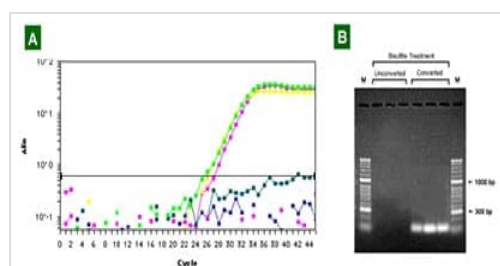 A
10^2
10^1
10^0
10^-1
ΔRn
0 2 4 6 8 10 12 14 16 18 20 22 24 26 28 30 32 34 36 38 40 42 44
Cycle
B
Bisulfite Treatment
Unconverted Converted
M M
1000 bp
300 bp